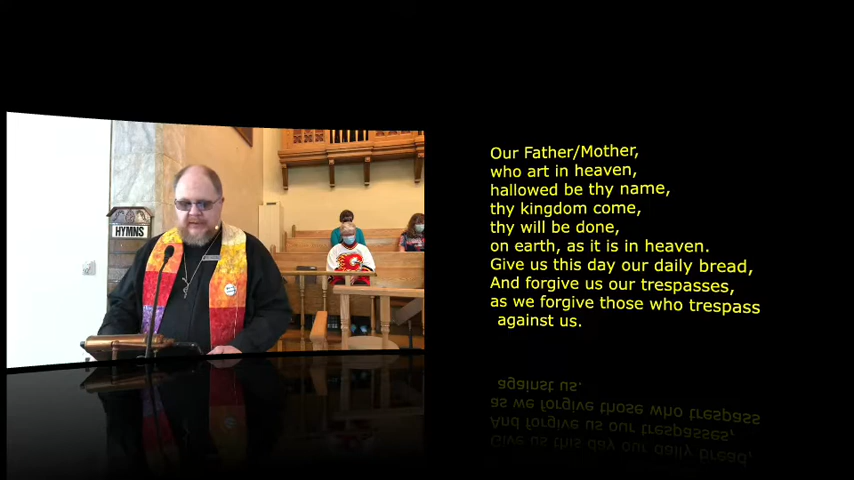 HYMNS
Our Father/Mother,
who art in heaven,
hallowed be thy name,
thy kingdom come,
thy will be done,
on earth, as it is in heaven.
Give us this day our daily bread,
And forgive us our trespasses,
as we forgive those who trespass
against us.